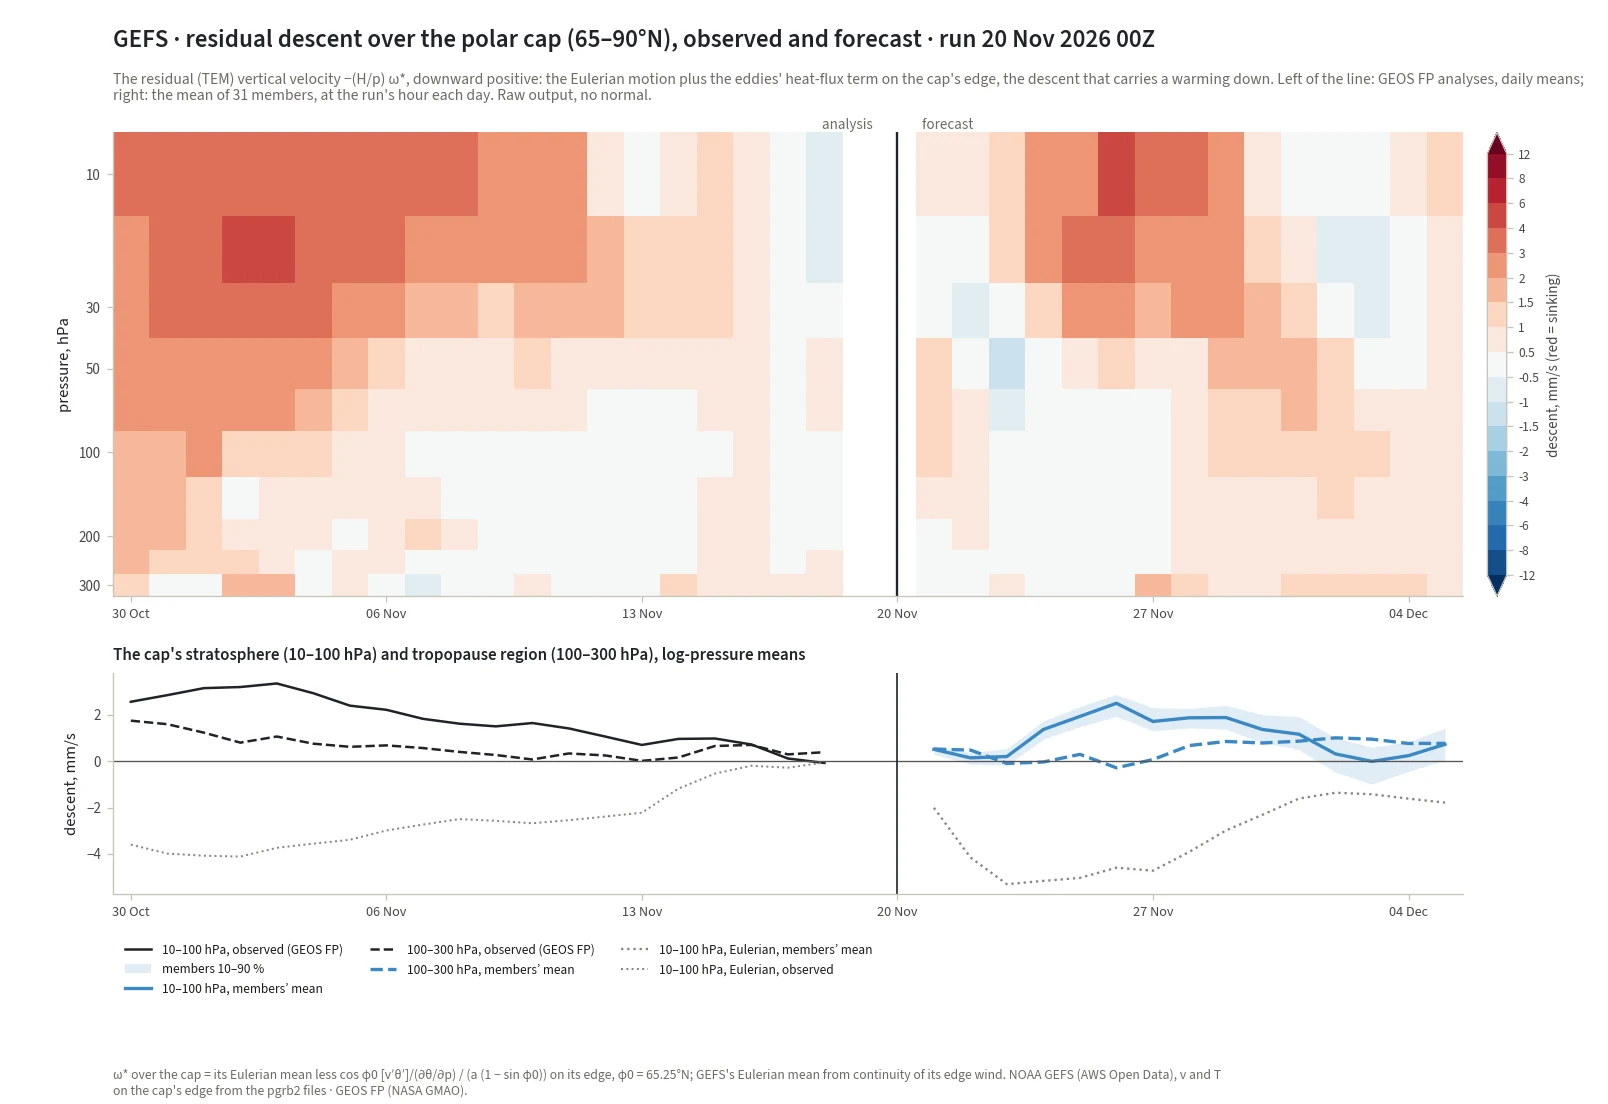 GEFS · residual descent over the polar cap (65–90°N), observed and forecast · run 20 Nov 2026 00Z
The residual (TEM) vertical velocity −(H/p) ω*, downward positive: the Eulerian motion plus the eddies' heat-flux term on the cap's edge, the descent that carries a warming down. Left of the line: GEOS FP analyses, daily means;
right: the mean of 31 members, at the run's hour each day. Raw output, no normal.
analysis
forecast
pressure, hPa
10
30
50
100
200
300
30 Oct
06 Nov
13 Nov
20 Nov
27 Nov
04 Dec
12
8
6
4
3
2
1.5
1
0.5
-0.5
-1
-1.5
-2
-3
-4
-6
-8
-12
descent, mm/s (red = sinking)
The cap's stratosphere (10–100 hPa) and tropopause region (100–300 hPa), log-pressure means
descent, mm/s
2
0
−2
−4
30 Oct
06 Nov
13 Nov
20 Nov
27 Nov
04 Dec
10–100 hPa, observed (GEOS FP)
members 10–90 %
10–100 hPa, members’ mean
100–300 hPa, observed (GEOS FP)
100–300 hPa, members’ mean
10–100 hPa, Eulerian, members’ mean
10–100 hPa, Eulerian, observed
ω* over the cap = its Eulerian mean less cos φ0 [v′θ′]/(∂θ/∂p) / (a (1 − sin φ0)) on its edge, φ0 = 65.25°N; GEFS's Eulerian mean from continuity of its edge wind. NOAA GEFS (AWS Open Data), v and T
on the cap's edge from the pgrb2 files · GEOS FP (NASA GMAO).